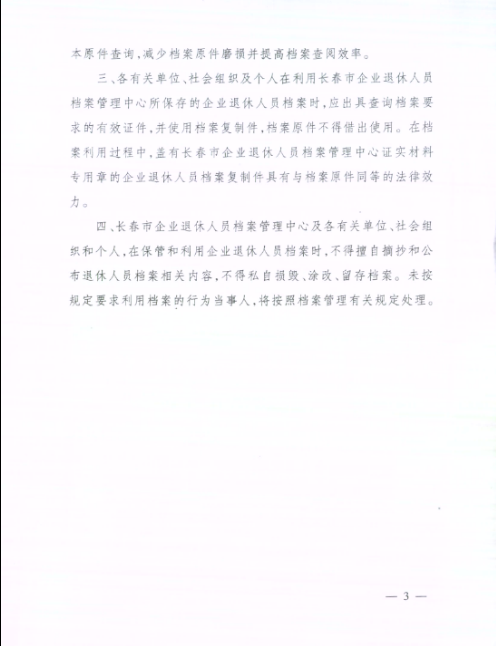 本原件查询,减少档案原件磨损并提高档案查阅效率。
三、各有关单位、社会组织及个人在利用长春市企业退休人员
档案管理中心所保存的企业退休人员档案时,应出具查询档案要
求的有效证件,并使用档案复制件,档案原件不得借出使用。在档
案利用过程中,盖有长春市企业退休人员档案管理中心证实材料
专用章的企业退休人员档案复制件具有与档案原件同等的法律效
力。
四、长春市企业退休人员档案管理中心及各有关单位、社会组
织和个人,在保管和利用企业退休人员档案时,不得擅自摘抄和公
布退休人员档案相关内容,不得私自损毁、涂改、留存档案。未按
规定要求利用档案的行为当事人,将按照档案管理有关规定处理。
— 3 —